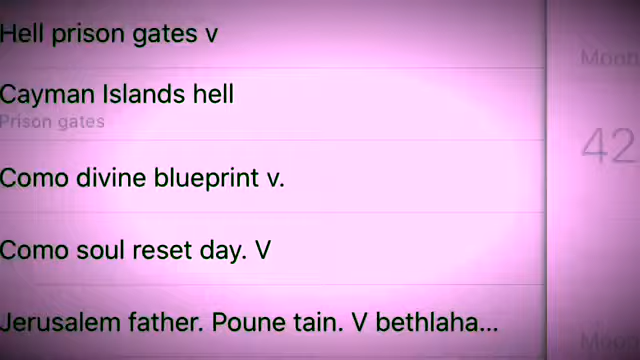 Hell prison gates v
Cayman Islands hell
Prison gates
Como divine blueprint v.
Como soul reset day. V
Jerusalem father. Poune tain. V bethlaha...
42